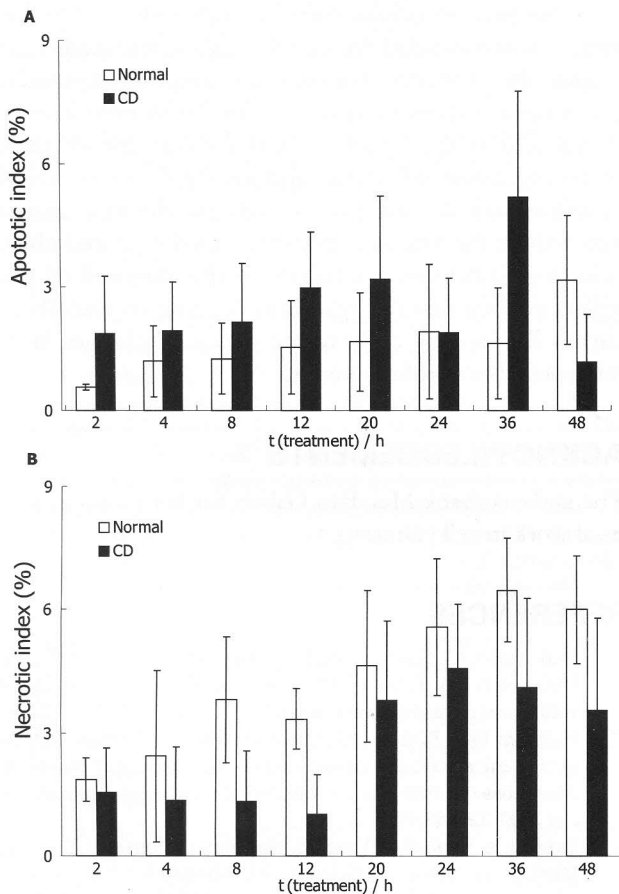 A
9
Normal
CD
6
3
0
Apoptotic index (%)
2 4 8 12 20 24 36 48
t (treatment) / h
B
9
Normal
CD
6
3
0
Necrotic index (%)
2 4 8 12 20 24 36 48
t (treatment) / h